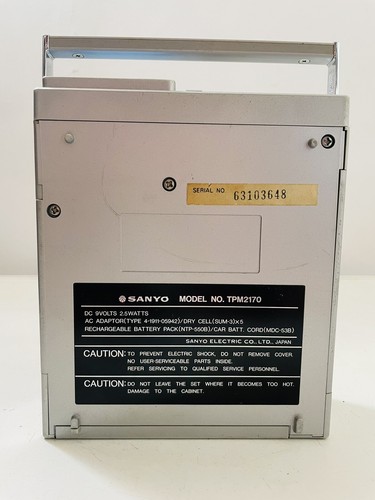 SERIAL NO 63103648
SANYO MODEL NO. TPM2170
DC 9VOLTS 2.5WATTS
AC ADAPTOR(TYPE 4-1911-05942)/DRY CELL(SUM-3)×5
RECHARGEABLE BATTERY PACK(NTP-550B)/CAR BATT. CORD(MDC-53B)
SANYO ELECTRIC CO., LTD., JAPAN
CAUTION: TO PREVENT ELECTRIC SHOCK, DO NOT REMOVE COVER.
NO USER-SERVICEABLE PARTS INSIDE.
REFER SERVICING TO QUALIFIED SERVICE PERSONNEL.
CAUTION: DO NOT LEAVE THE SET WHERE IT BECOMES TOO HOT.
DAMAGE TO THE CABINET.